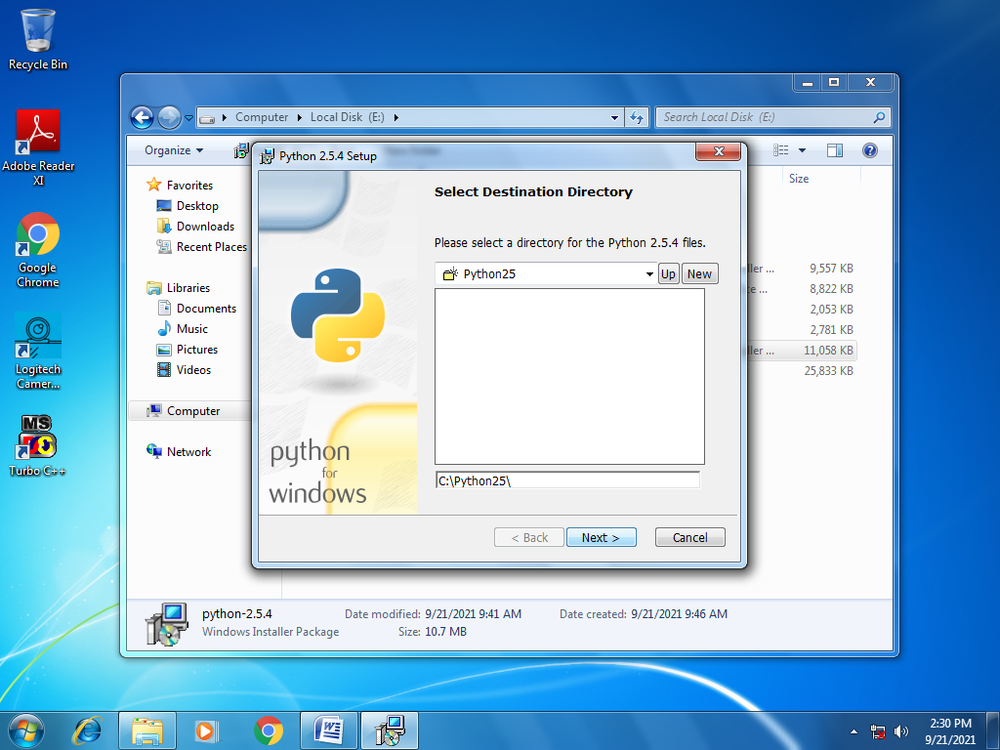 Recycle Bin
Adobe Reader
XI
Google
Chrome
Logitech
Camer...
MS
Turbo C++
Computer
Local Disk (E:)
Search Local Disk (E:)
Organize
Python 2.5.4 Setup
Size
Favorites
Desktop
Downloads
Recent Places
Libraries
Documents
Music
Pictures
Videos
Computer
Network
Select Destination Directory
Please select a directory for the Python 2.5.4 files.
Python25
Up
New
C:\Python25\
python
for
windows
< Back
Next >
Cancel
ller ... 9,557 KB
ce ... 8,822 KB
2,053 KB
2,781 KB
ller ... 11,058 KB
25,833 KB
python-2.5.4 Date modified: 9/21/2021 9:41 AM Date created: 9/21/2021 9:46 AM
Windows Installer Package Size: 10.7 MB
2:30 PM
9/21/2021